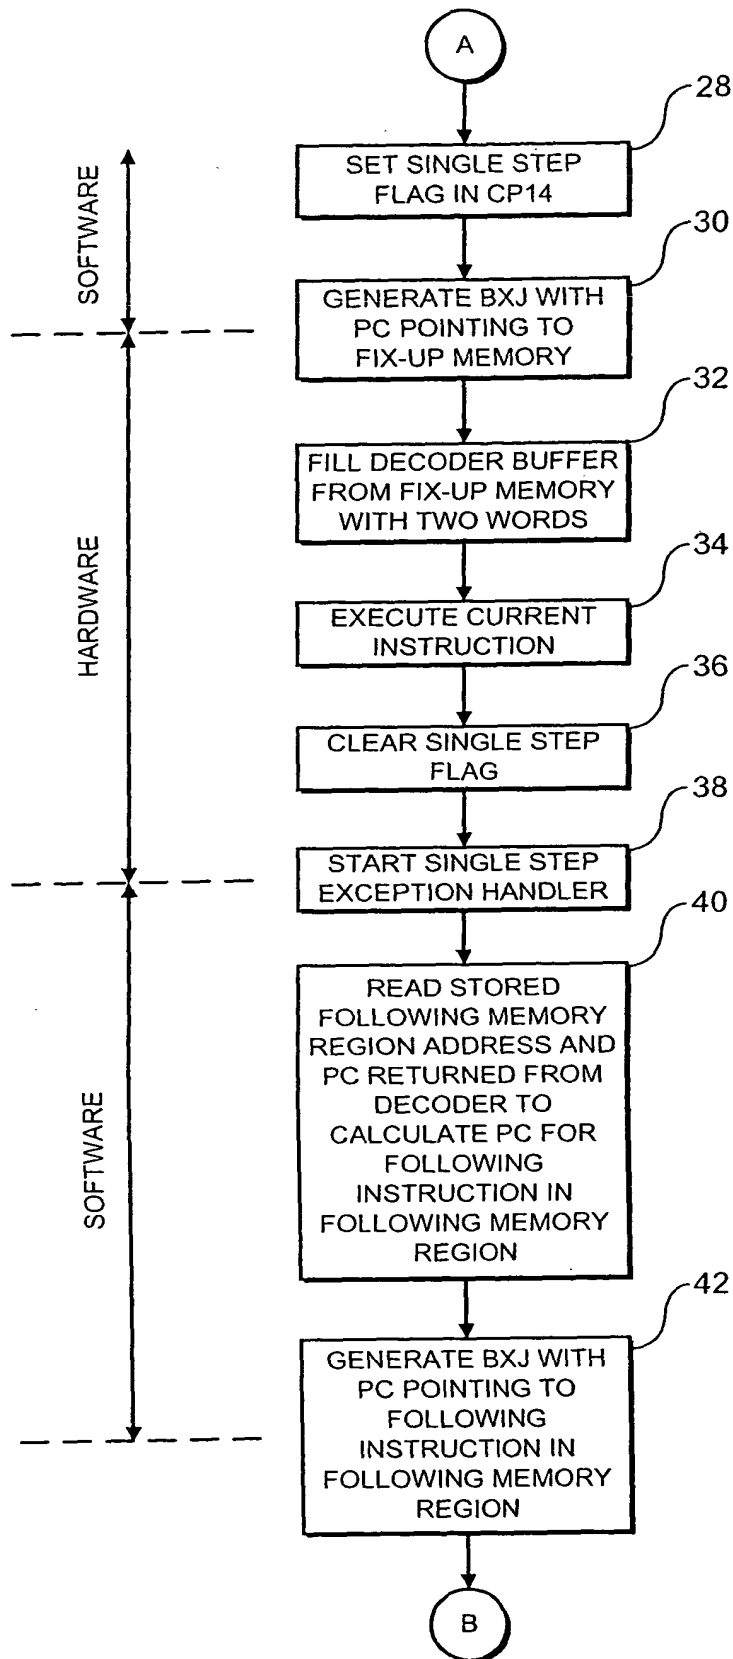 A
28
SET SINGLE STEP
FLAG IN CP14
SOFTWARE
30
GENERATE BXJ WITH
PC POINTING TO
FIX-UP MEMORY
32
FILL DECODER BUFFER
FROM FIX-UP MEMORY
WITH TWO WORDS
34
EXECUTE CURRENT
INSTRUCTION
HARDWARE
36
CLEAR SINGLE STEP
FLAG
38
START SINGLE STEP
EXCEPTION HANDLER
40
READ STORED
FOLLOWING MEMORY
REGION ADDRESS AND
PC RETURNED FROM
DECODER TO
CALCULATE PC FOR
FOLLOWING
INSTRUCTION IN
FOLLOWING MEMORY
REGION
SOFTWARE
42
GENERATE BXJ WITH
PC POINTING TO
FOLLOWING
INSTRUCTION IN
FOLLOWING MEMORY
REGION
B